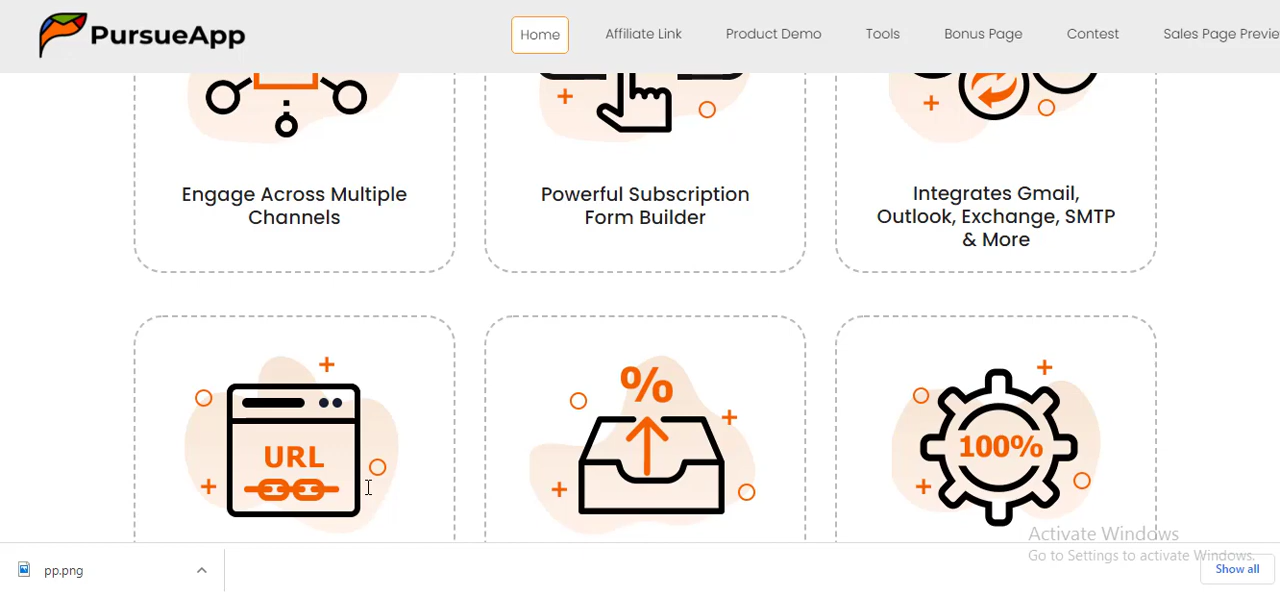 PursueApp
Home Affiliate Link Product Demo Tools Bonus Page Contest Sales Page Previe
Engage Across Multiple
Channels
Powerful Subscription
Form Builder
Integrates Gmail,
Outlook, Exchange, SMTP
& More
URL
%
100%
Activate Windows
Go to Settings to activate Windows.
pp.png
Show all